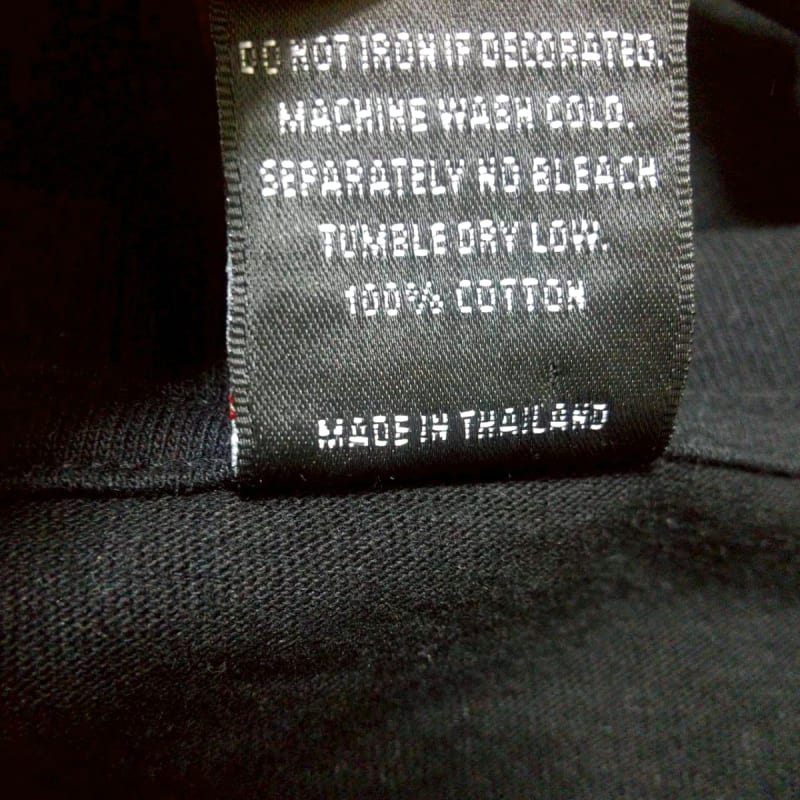 DO NOT IRON IF DECORATED.
MACHINE WASH COLD.
SEPARATELY NO BLEACH
TUMBLE DRY LOW.
100% COTTON
MADE IN THAILAND